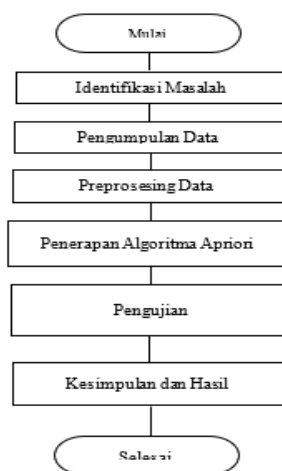 Mulai
Identifikasi Masalah
Pengumpulan Data
Preprosesing Data
Penerapan Algoritma Apriori
Pengujian
Kesimpulan dan Hasil
Selesai